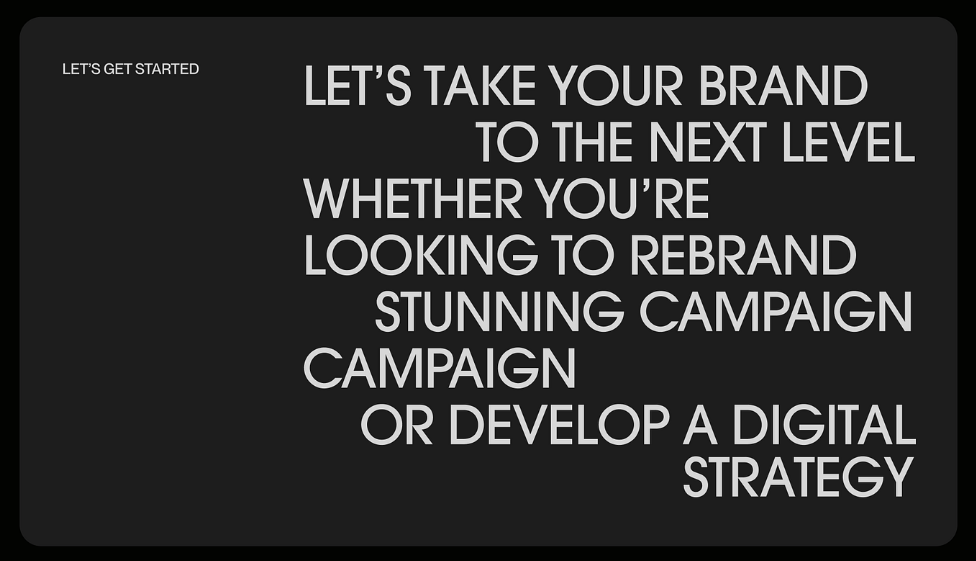 LET'S GET STARTED
LET'S TAKE YOUR BRAND
TO THE NEXT LEVEL
WHETHER YOU'RE
LOOKING TO REBRAND
STUNNING CAMPAIGN
CAMPAIGN
OR DEVELOP A DIGITAL
STRATEGY